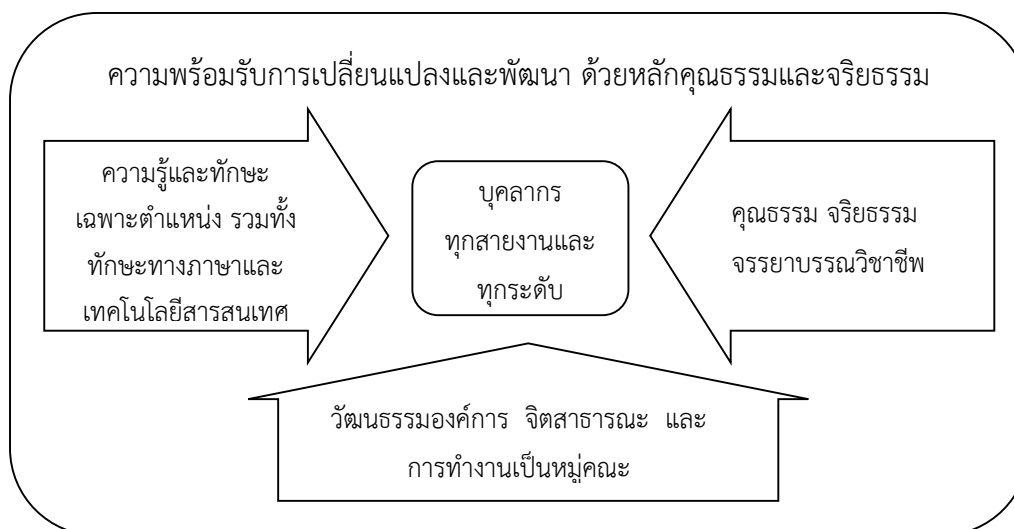 ความพร้อมรับการเปลี่ยนแปลงและพัฒนา ด้วยหลักคุณธรรมและจริยธรรม
ความรู้และทักษะ
เฉพาะตำแหน่ง รวมทั้ง
ทักษะทางภาษาและ
เทคโนโลยีสารสนเทศ
บุคลากร
ทุกสายงานและ
ทุกระดับ
คุณธรรม จริยธรรม
จรรยาบรรณวิชาชีพ
วัฒนธรรมองค์การ จิตสาธารณะ และ
การทำงานเป็นหมู่คณะ